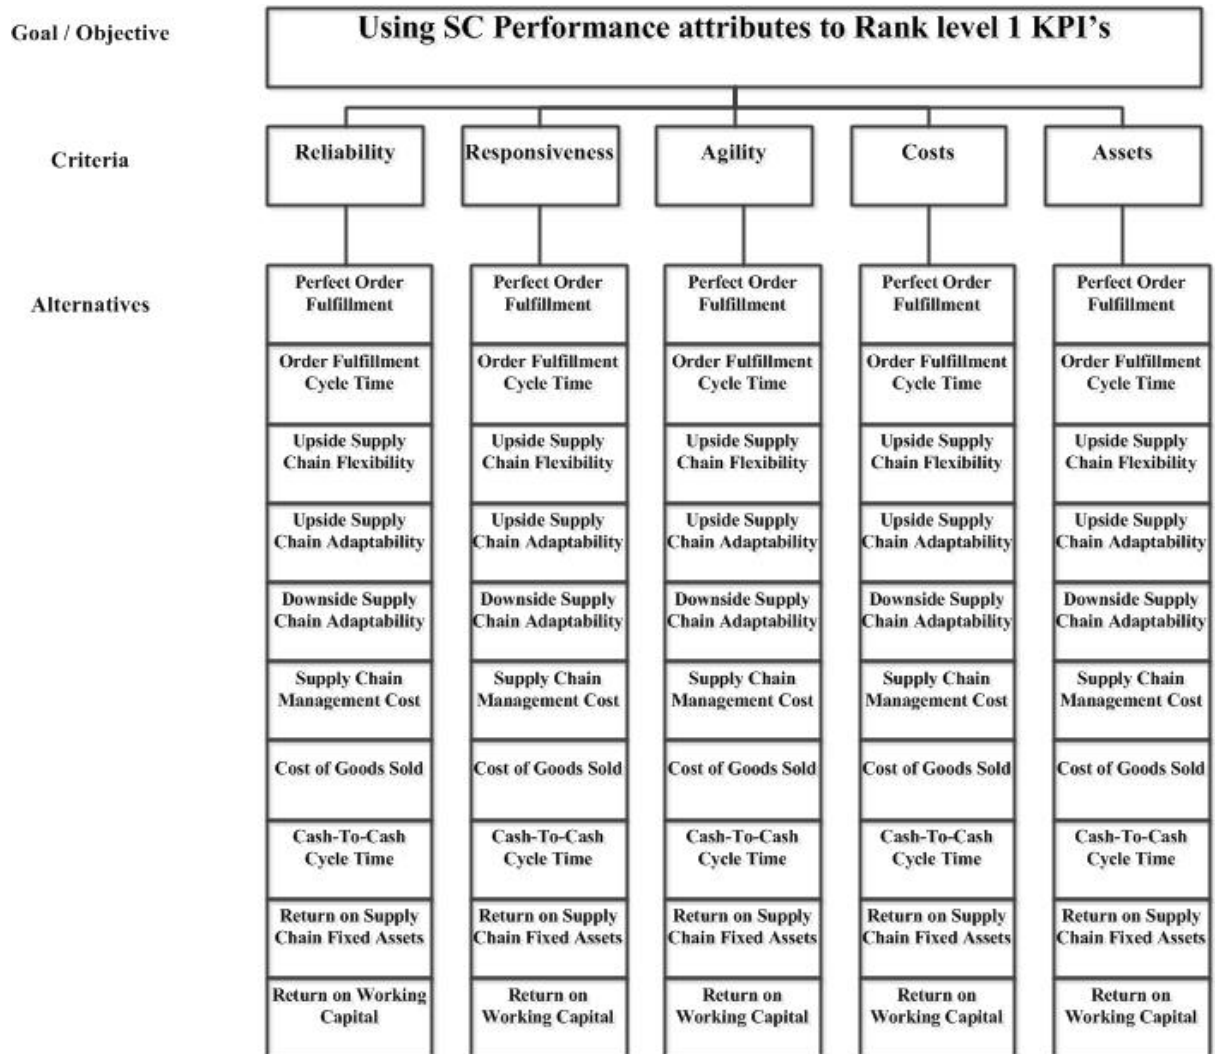 Goal / Objective
Using SC Performance attributes to Rank level 1 KPI's
Criteria
Reliability
Responsiveness
Agility
Costs
Assets
Alternatives
Perfect Order
Fulfillment
Perfect Order
Fulfillment
Perfect Order
Fulfillment
Perfect Order
Fulfillment
Perfect Order
Fulfillment
Order Fulfillment
Cycle Time
Order Fulfillment
Cycle Time
Order Fulfillment
Cycle Time
Order Fulfillment
Cycle Time
Order Fulfillment
Cycle Time
Upside Supply
Chain Flexibility
Upside Supply
Chain Flexibility
Upside Supply
Chain Flexibility
Upside Supply
Chain Flexibility
Upside Supply
Chain Flexibility
Upside Supply
Chain Adaptability
Upside Supply
Chain Adaptability
Upside Supply
Chain Adaptability
Upside Supply
Chain Adaptability
Upside Supply
Chain Adaptability
Downside Supply
Chain Adaptability
Downside Supply
Chain Adaptability
Downside Supply
Chain Adaptability
Downside Supply
Chain Adaptability
Downside Supply
Chain Adaptability
Supply Chain
Management Cost
Supply Chain
Management Cost
Supply Chain
Management Cost
Supply Chain
Management Cost
Supply Chain
Management Cost
Cost of Goods Sold
Cost of Goods Sold
Cost of Goods Sold
Cost of Goods Sold
Cost of Goods Sold
Cash-To-Cash
Cycle Time
Cash-To-Cash
Cycle Time
Cash-To-Cash
Cycle Time
Cash-To-Cash
Cycle Time
Cash-To-Cash
Cycle Time
Return on Supply
Chain Fixed Assets
Return on Supply
Chain Fixed Assets
Return on Supply
Chain Fixed Assets
Return on Supply
Chain Fixed Assets
Return on Supply
Chain Fixed Assets
Return on Working
Capital
Return on
Working Capital
Return on
Working Capital
Return on
Working Capital
Return on
Working Capital